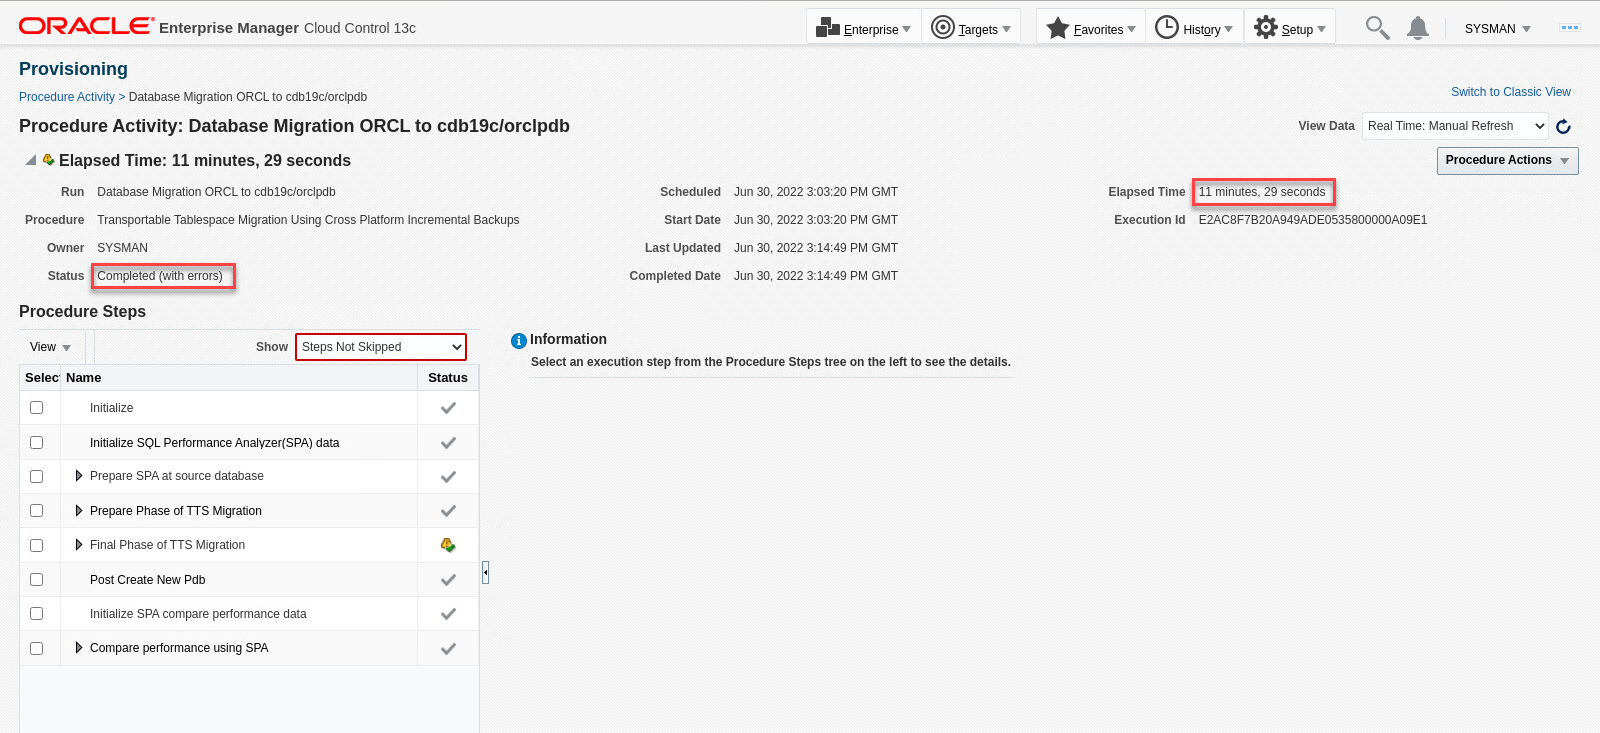 ORACLE Enterprise Manager Cloud Control 13c
Enterprise Targets Favorites History Setup SYSMAN
Provisioning
Procedure Activity > Database Migration ORCL to cdb19c/orclpdb
Switch to Classic View
Procedure Activity: Database Migration ORCL to cdb19c/orclpdb
View Data Real Time: Manual Refresh
Elapsed Time: 11 minutes, 29 seconds
Procedure Actions
Run Database Migration ORCL to cdb19c/orclpdb
Procedure Transportable Tablespace Migration Using Cross Platform Incremental Backups
Owner SYSMAN
Status Completed (with errors)
Scheduled Jun 30, 2022 3:03:20 PM GMT
Start Date Jun 30, 2022 3:03:20 PM GMT
Last Updated Jun 30, 2022 3:14:49 PM GMT
Completed Date Jun 30, 2022 3:14:49 PM GMT
Elapsed Time 11 minutes, 29 seconds
Execution Id E2AC8F7B20A949ADE0535800000A09E1
Procedure Steps
View Show Steps Not Skipped
Selec Name Status
Initialize
Initialize SQL Performance Analyzer(SPA) data
Prepare SPA at source database
Prepare Phase of TTS Migration
Final Phase of TTS Migration
Post Create New Pdb
Initialize SPA compare performance data
Compare performance using SPA
Information
Select an execution step from the Procedure Steps tree on the left to see the details.